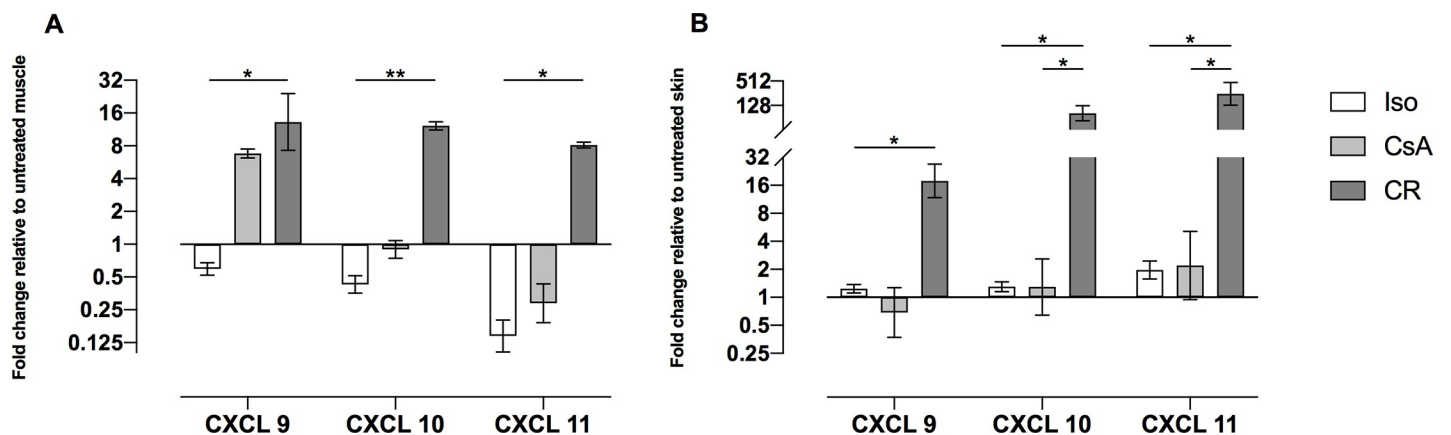 A
Fold change relative to untreated muscle
32
16
8
4
2
1
0.5
0.25
0.125
*
**
*
CXCL 9
CXCL 10
CXCL 11
B
Fold change relative to untreated skin
512
128
32
16
8
4
2
1
0.5
0.25
*
*
*
*
*
CXCL 9
CXCL 10
CXCL 11
Iso
CsA
CR